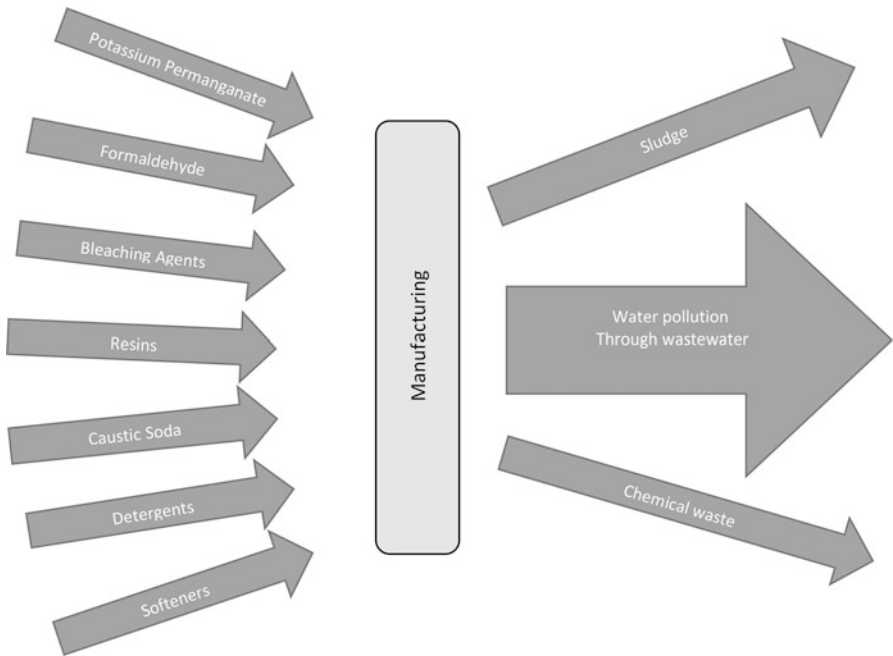 Potassium Permanganate
Formaldehyde
Bleaching Agents
Resins
Caustic Soda
Detergents
Softeners
Manufacturing
Sludge
Water pollution
Through wastewater
Chemical waste